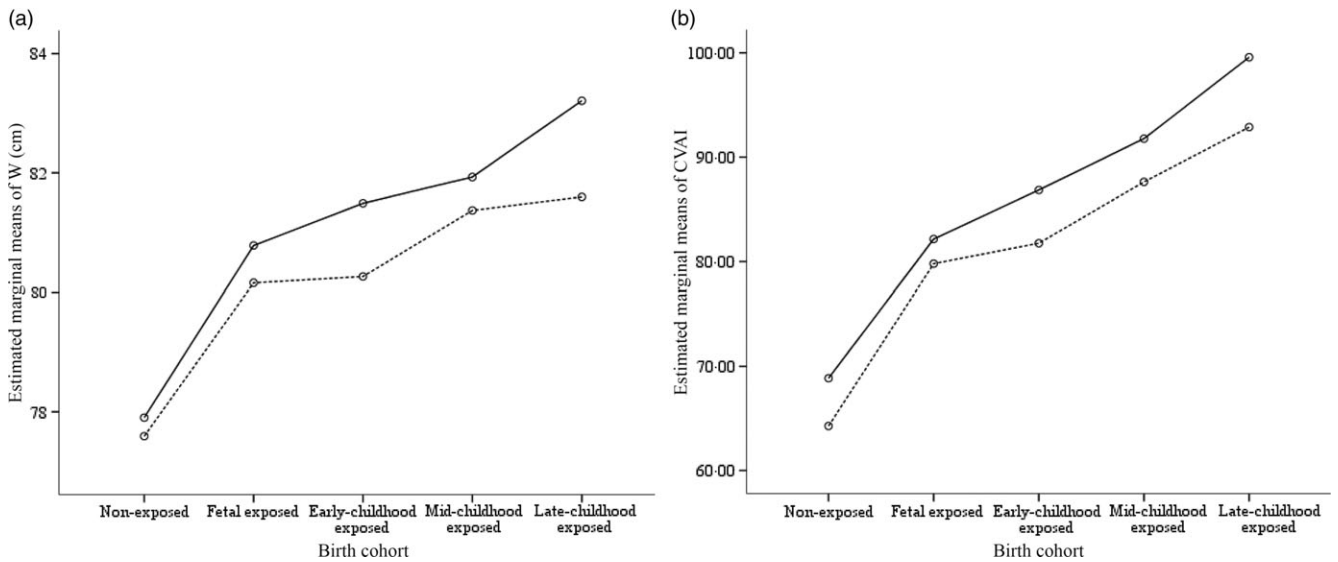 (a)
Estimated marginal means of W (cm)
84
82
80
78
Non-exposed
Fetal exposed
Early-childhood
exposed
Mid-childhood
exposed
Late-childhood
exposed
Birth cohort
(b)
Estimated marginal means of CVAI
100·00
90·00
80·00
70·00
60·00
Non-exposed
Fetal exposed
Early-childhood
exposed
Mid-childhood
exposed
Late-childhood
exposed
Birth cohort